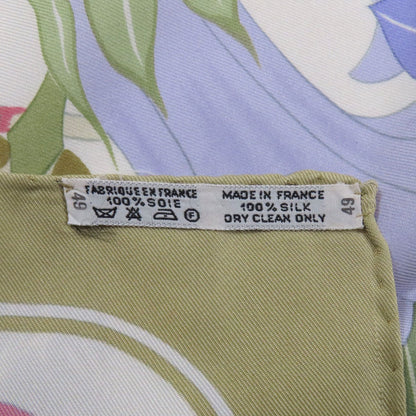 49
FABRIQUE EN FRANCE
100% SOIE
F
MADE IN FRANCE
100% SILK
DRY CLEAN ONLY
49